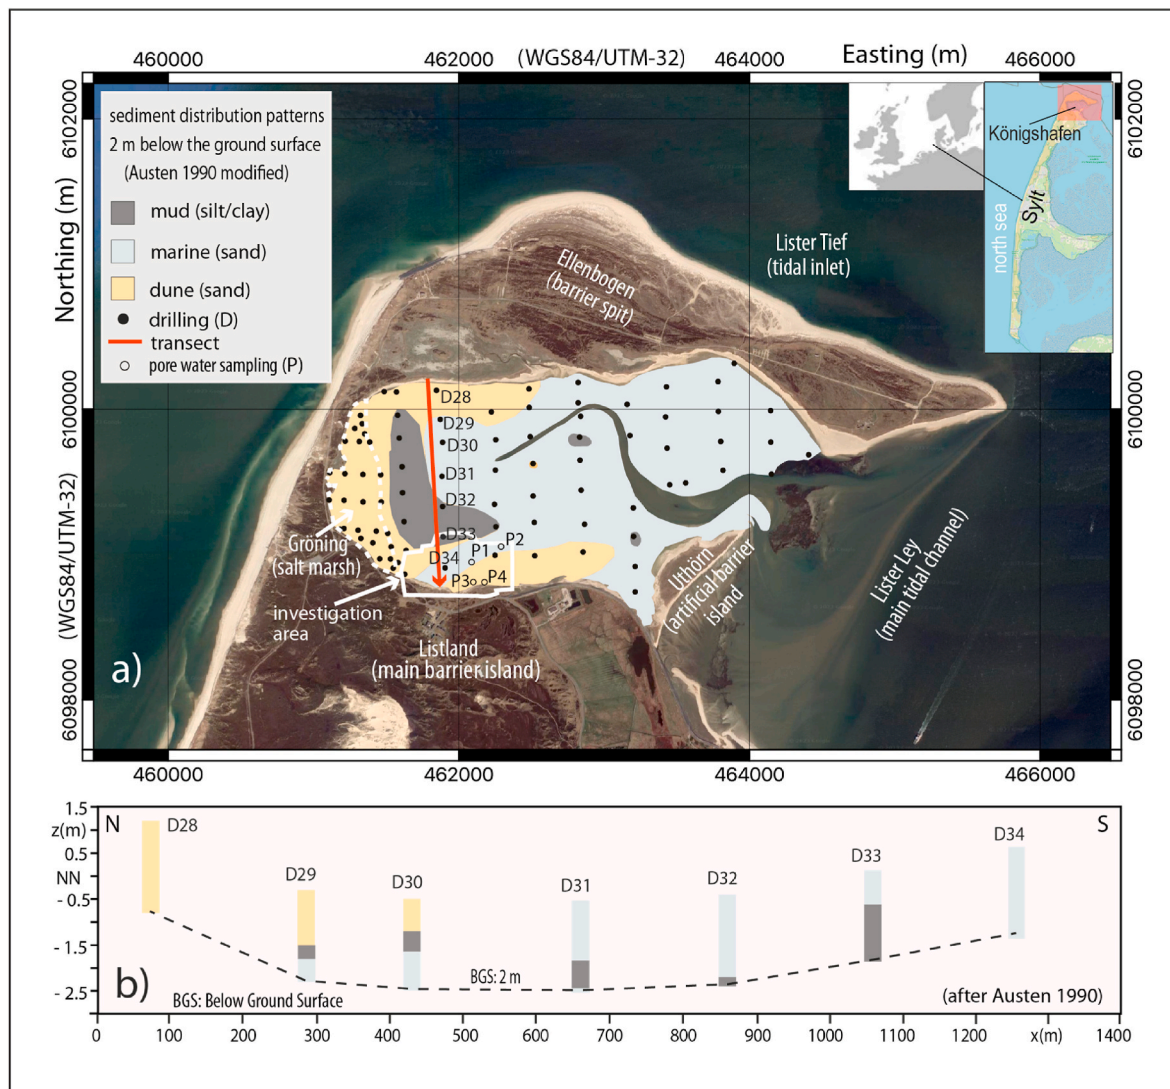 460000
462000
(WGS84/UTM-32)
464000
Easting (m)
466000
6102000
6100000
6098000
Northing (m)
(WGS84/UTM-32)
sediment distribution patterns
2 m below the ground surface
(Austen 1990 modified)
mud (silt/clay)
marine (sand)
dune (sand)
drilling (D)
transect
pore water sampling (P)
Königshafen
Sylt
north sea
6102000
6100000
6098000
Lister Tief
(tidal inlet)
Ellenbogen
(barrier spit)
D28
D29
D30
D31
D32
D33
D34
P1
P2
P3
P4
Gröning
(salt marsh)
investigation
area
Listland
(main barrier island)
Uthörn
(artificial barrier
island
Lister Ley
(main tidal channel)
a)
460000
462000
464000
466000
1.5
z(m)
0.5
NN
- 0.5
- 1.5
- 2.5
N
S
D28
D29
D30
D31
D32
D33
D34
b)
BGS: 2 m
BGS: Below Ground Surface
(after Austen 1990)
0
100
200
300
400
500
600
700
800
900
1000
1100
1200
x(m)
1400